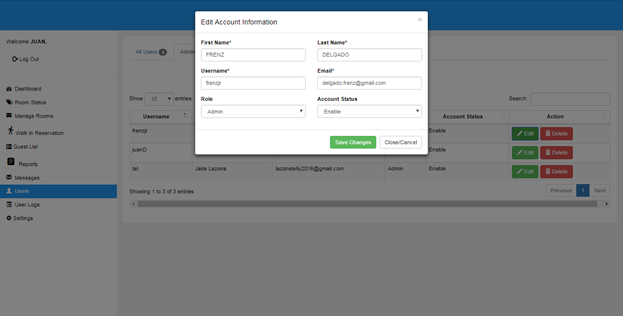 Edit Account Information
×
First Name*
Last Name*
FRENZ
DELGADO
Username*
Email*
frenzjr
delgado.frenz@gmail.com
Role
Account Status
Admin
Enable
Save Changes
Close/Cancel
Welcome JUAN,
Log Out
Dashboard
Room Status
Manage Rooms
Walk in Reservation
Guest List
Reports
Messages
Users
User Logs
Settings
All Users 3
Admin
Show 10 entries
Search:
Username
Account Status
Action
frenzjr
Enable
Edit
Delete
juanD
Enable
Edit
Delete
tel
Jade Lazona
lazonatelly2016@gmail.com
Admin
Enable
Edit
Delete
Showing 1 to 3 of 3 entries
Previous
1
Next